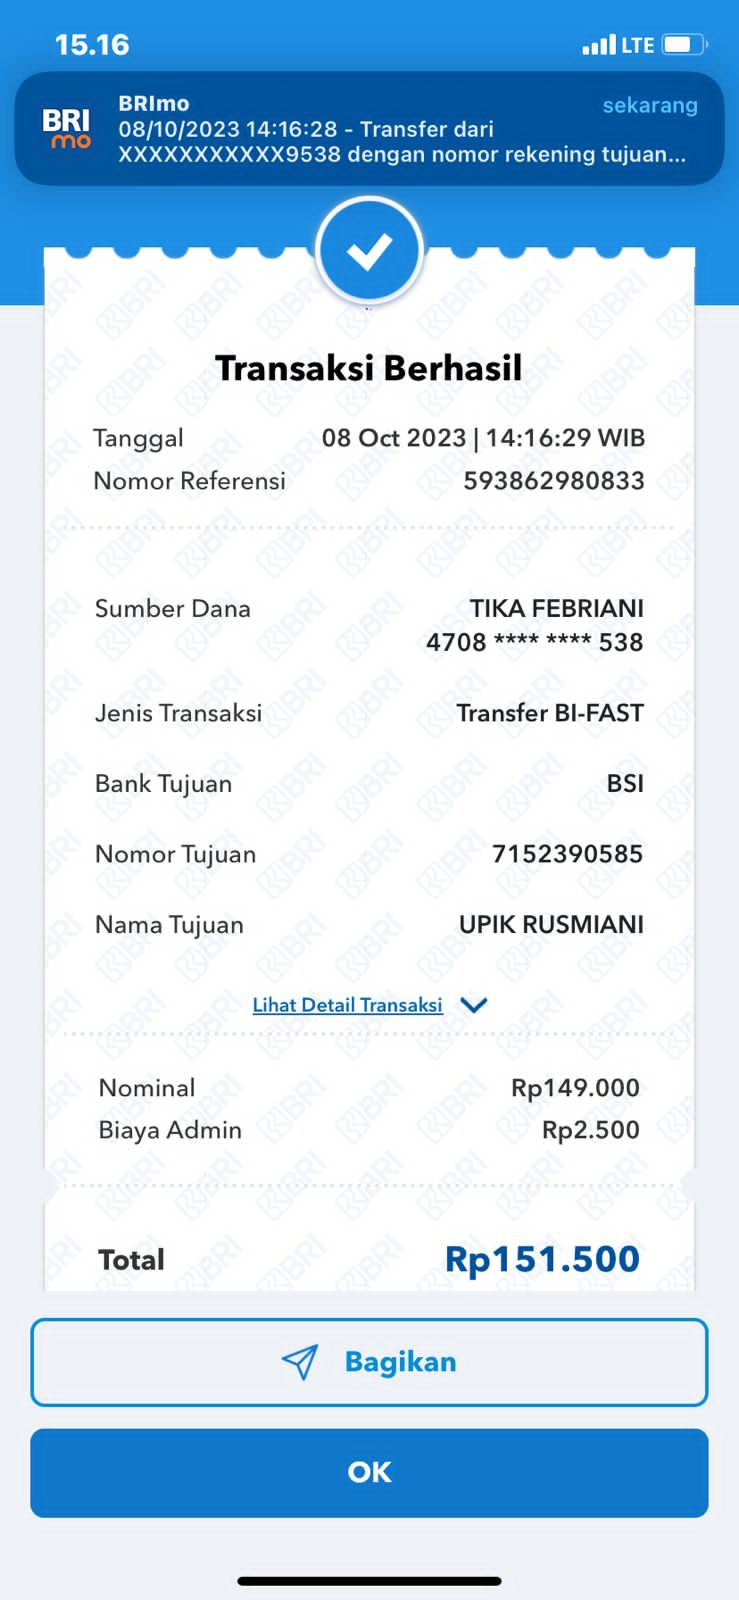 15.16
LTE
BRImo
sekarang
BRI
mo
08/10/2023 14:16:28 - Transfer dari
XXXXXXXXXXX9538 dengan nomor rekening tujuan...
Transaksi Berhasil
Tanggal 08 Oct 2023 | 14:16:29 WIB
Nomor Referensi 593862980833
Sumber Dana TIKA FEBRIANI
4708 **** **** 538
Jenis Transaksi Transfer BI-FAST
Bank Tujuan BSI
Nomor Tujuan 7152390585
Nama Tujuan UPIK RUSMIANI
Lihat Detail Transaksi
Nominal Rp149.000
Biaya Admin Rp2.500
Total Rp151.500
Bagikan
OK